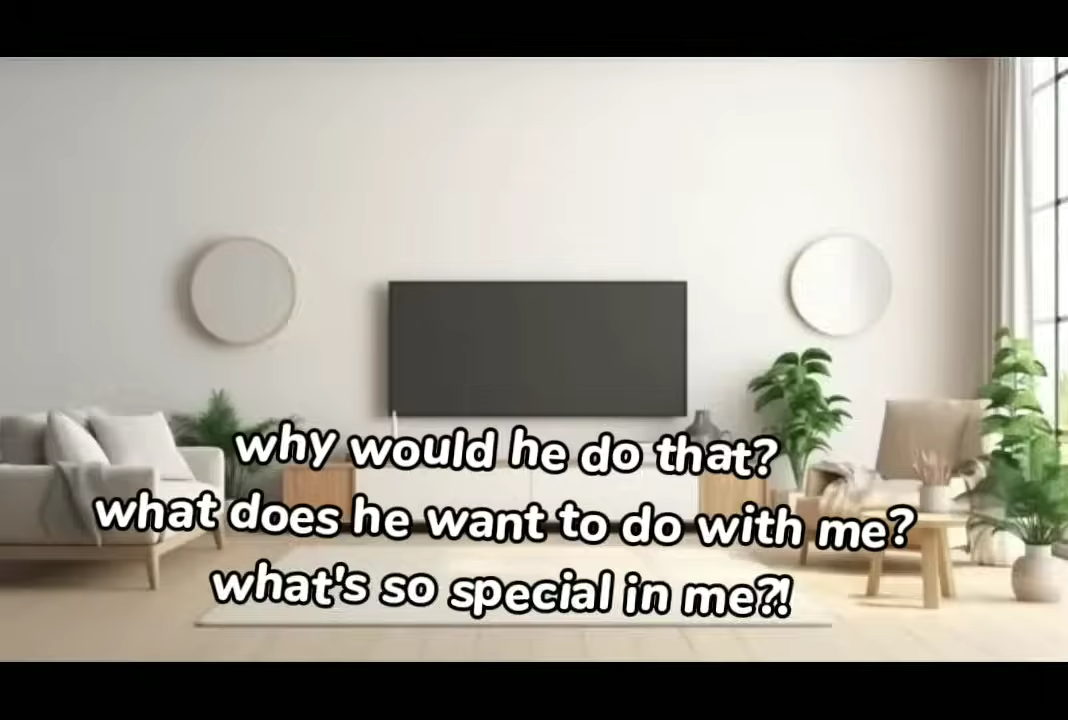 why would he do that?
what does he want to do with me?
what's so special in me?!